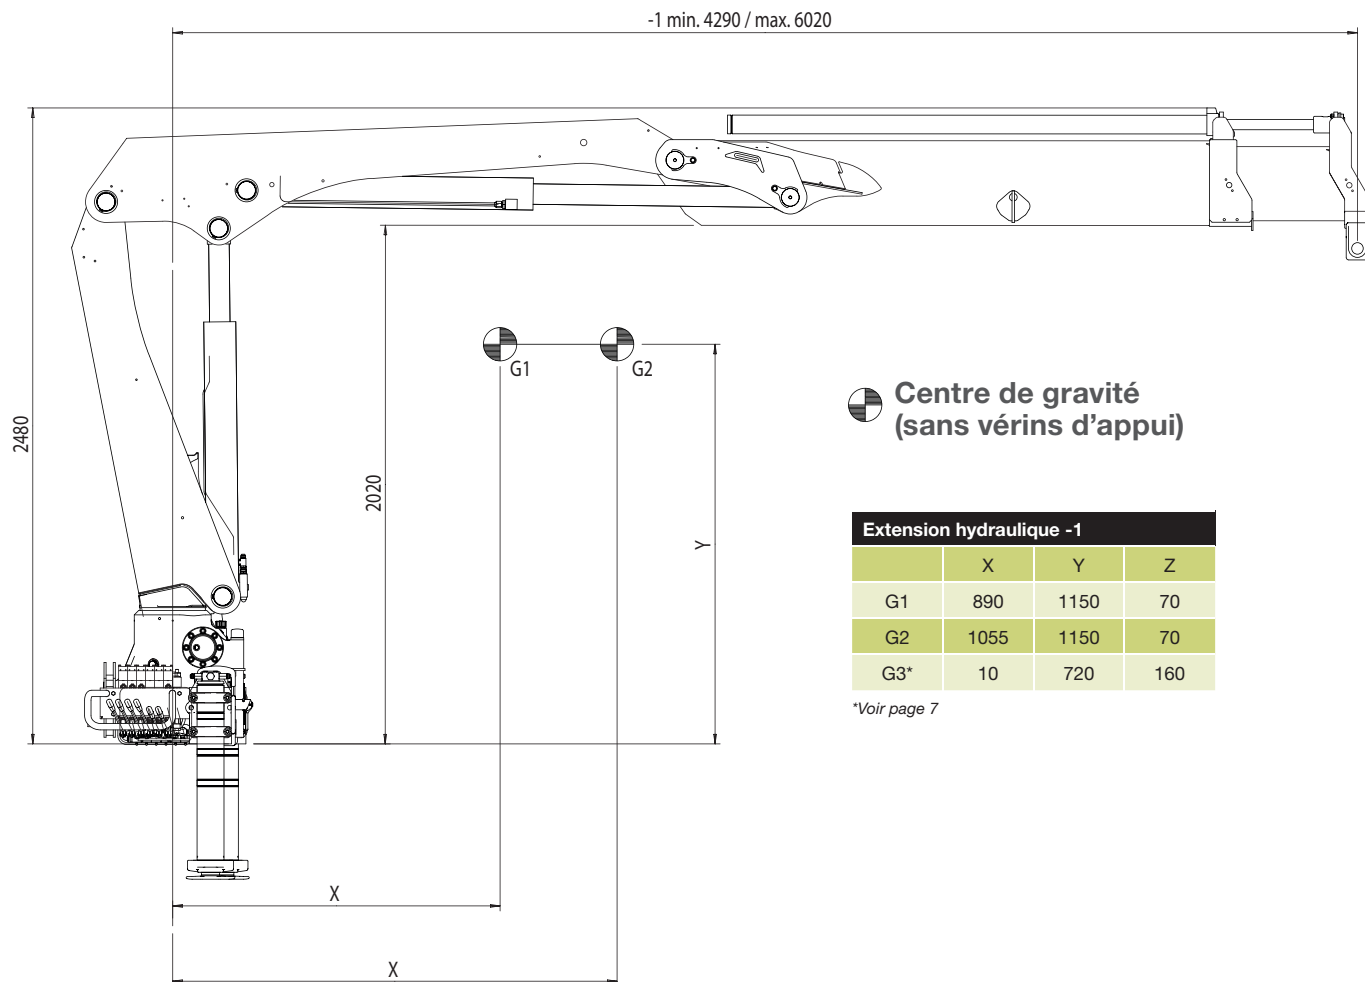 -1 min. 4290 / max. 6020
2480
2020
Y
G1
G2
X
X
Centre de gravité
(sans vérins d'appui)
Extension hydraulique -1
X Y Z
G1 890 1150 70
G2 1055 1150 70
G3* 10 720 160
*Voir page 7